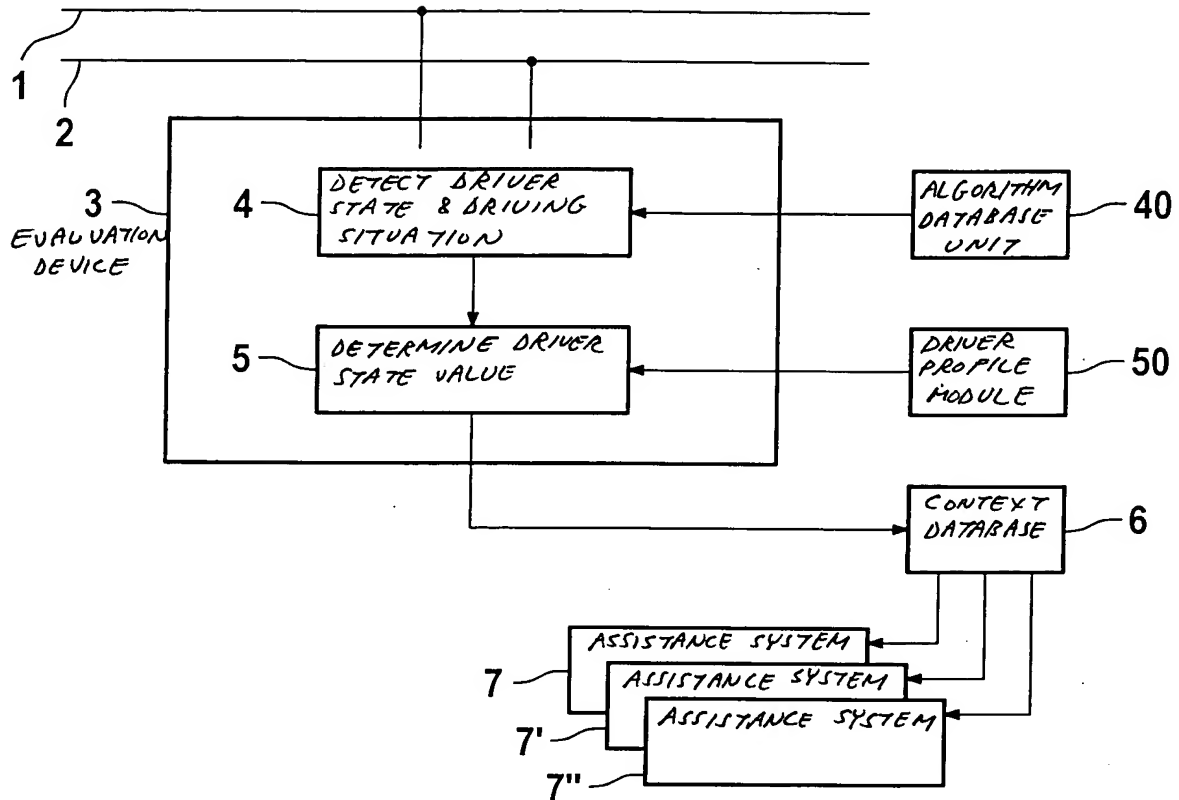 1
2
3
EVALUATION
DEVICE
4
DETECT DRIVER
STATE & DRIVING
SITUATION
ALGORITHM
DATABASE
UNIT
40
5
DETERMINE DRIVER
STATE VALUE
DRIVER
PROFILE
MODULE
50
CONTEXT
DATABASE
6
ASSISTANCE SYSTEM
7
ASSISTANCE SYSTEM
7'
ASSISTANCE SYSTEM
7"